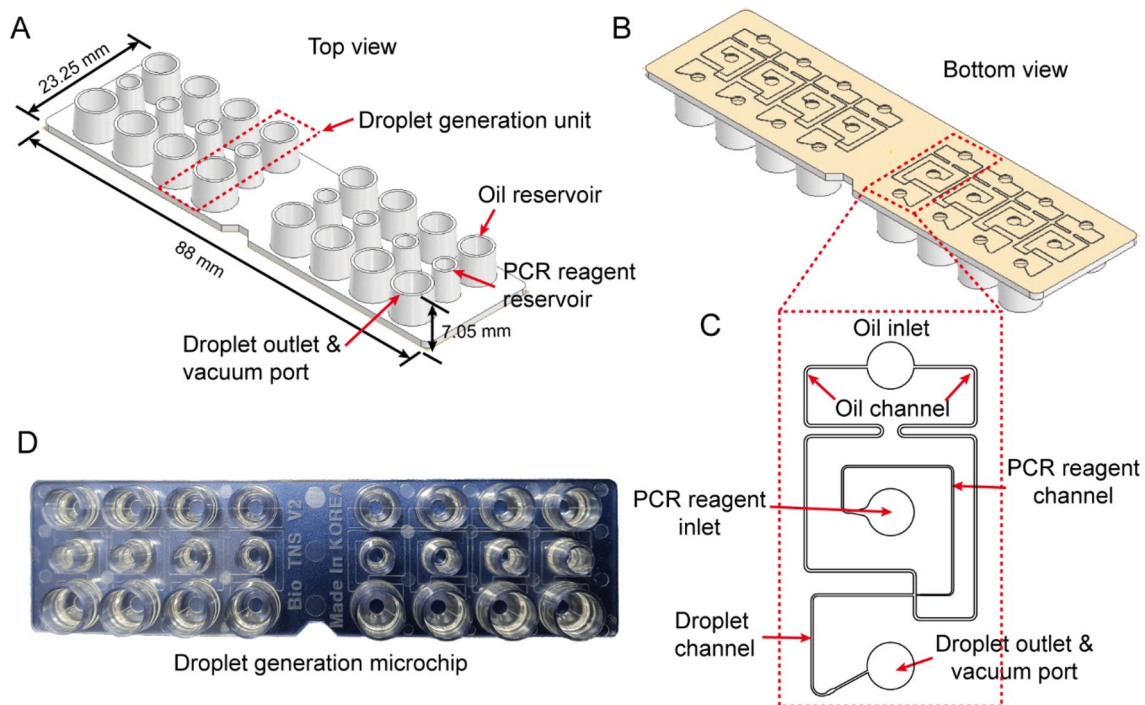 A
Top view
23.25 mm
Droplet generation unit
88 mm
Oil reservoir
PCR reagent
reservoir
7.05 mm
Droplet outlet &
vacuum port
B
Bottom view
C
Oil inlet
Oil channel
PCR reagent
channel
PCR reagent
inlet
Droplet
channel
Droplet outlet &
vacuum port
D
Bio TNS V2
Made In KOREA
Droplet generation microchip